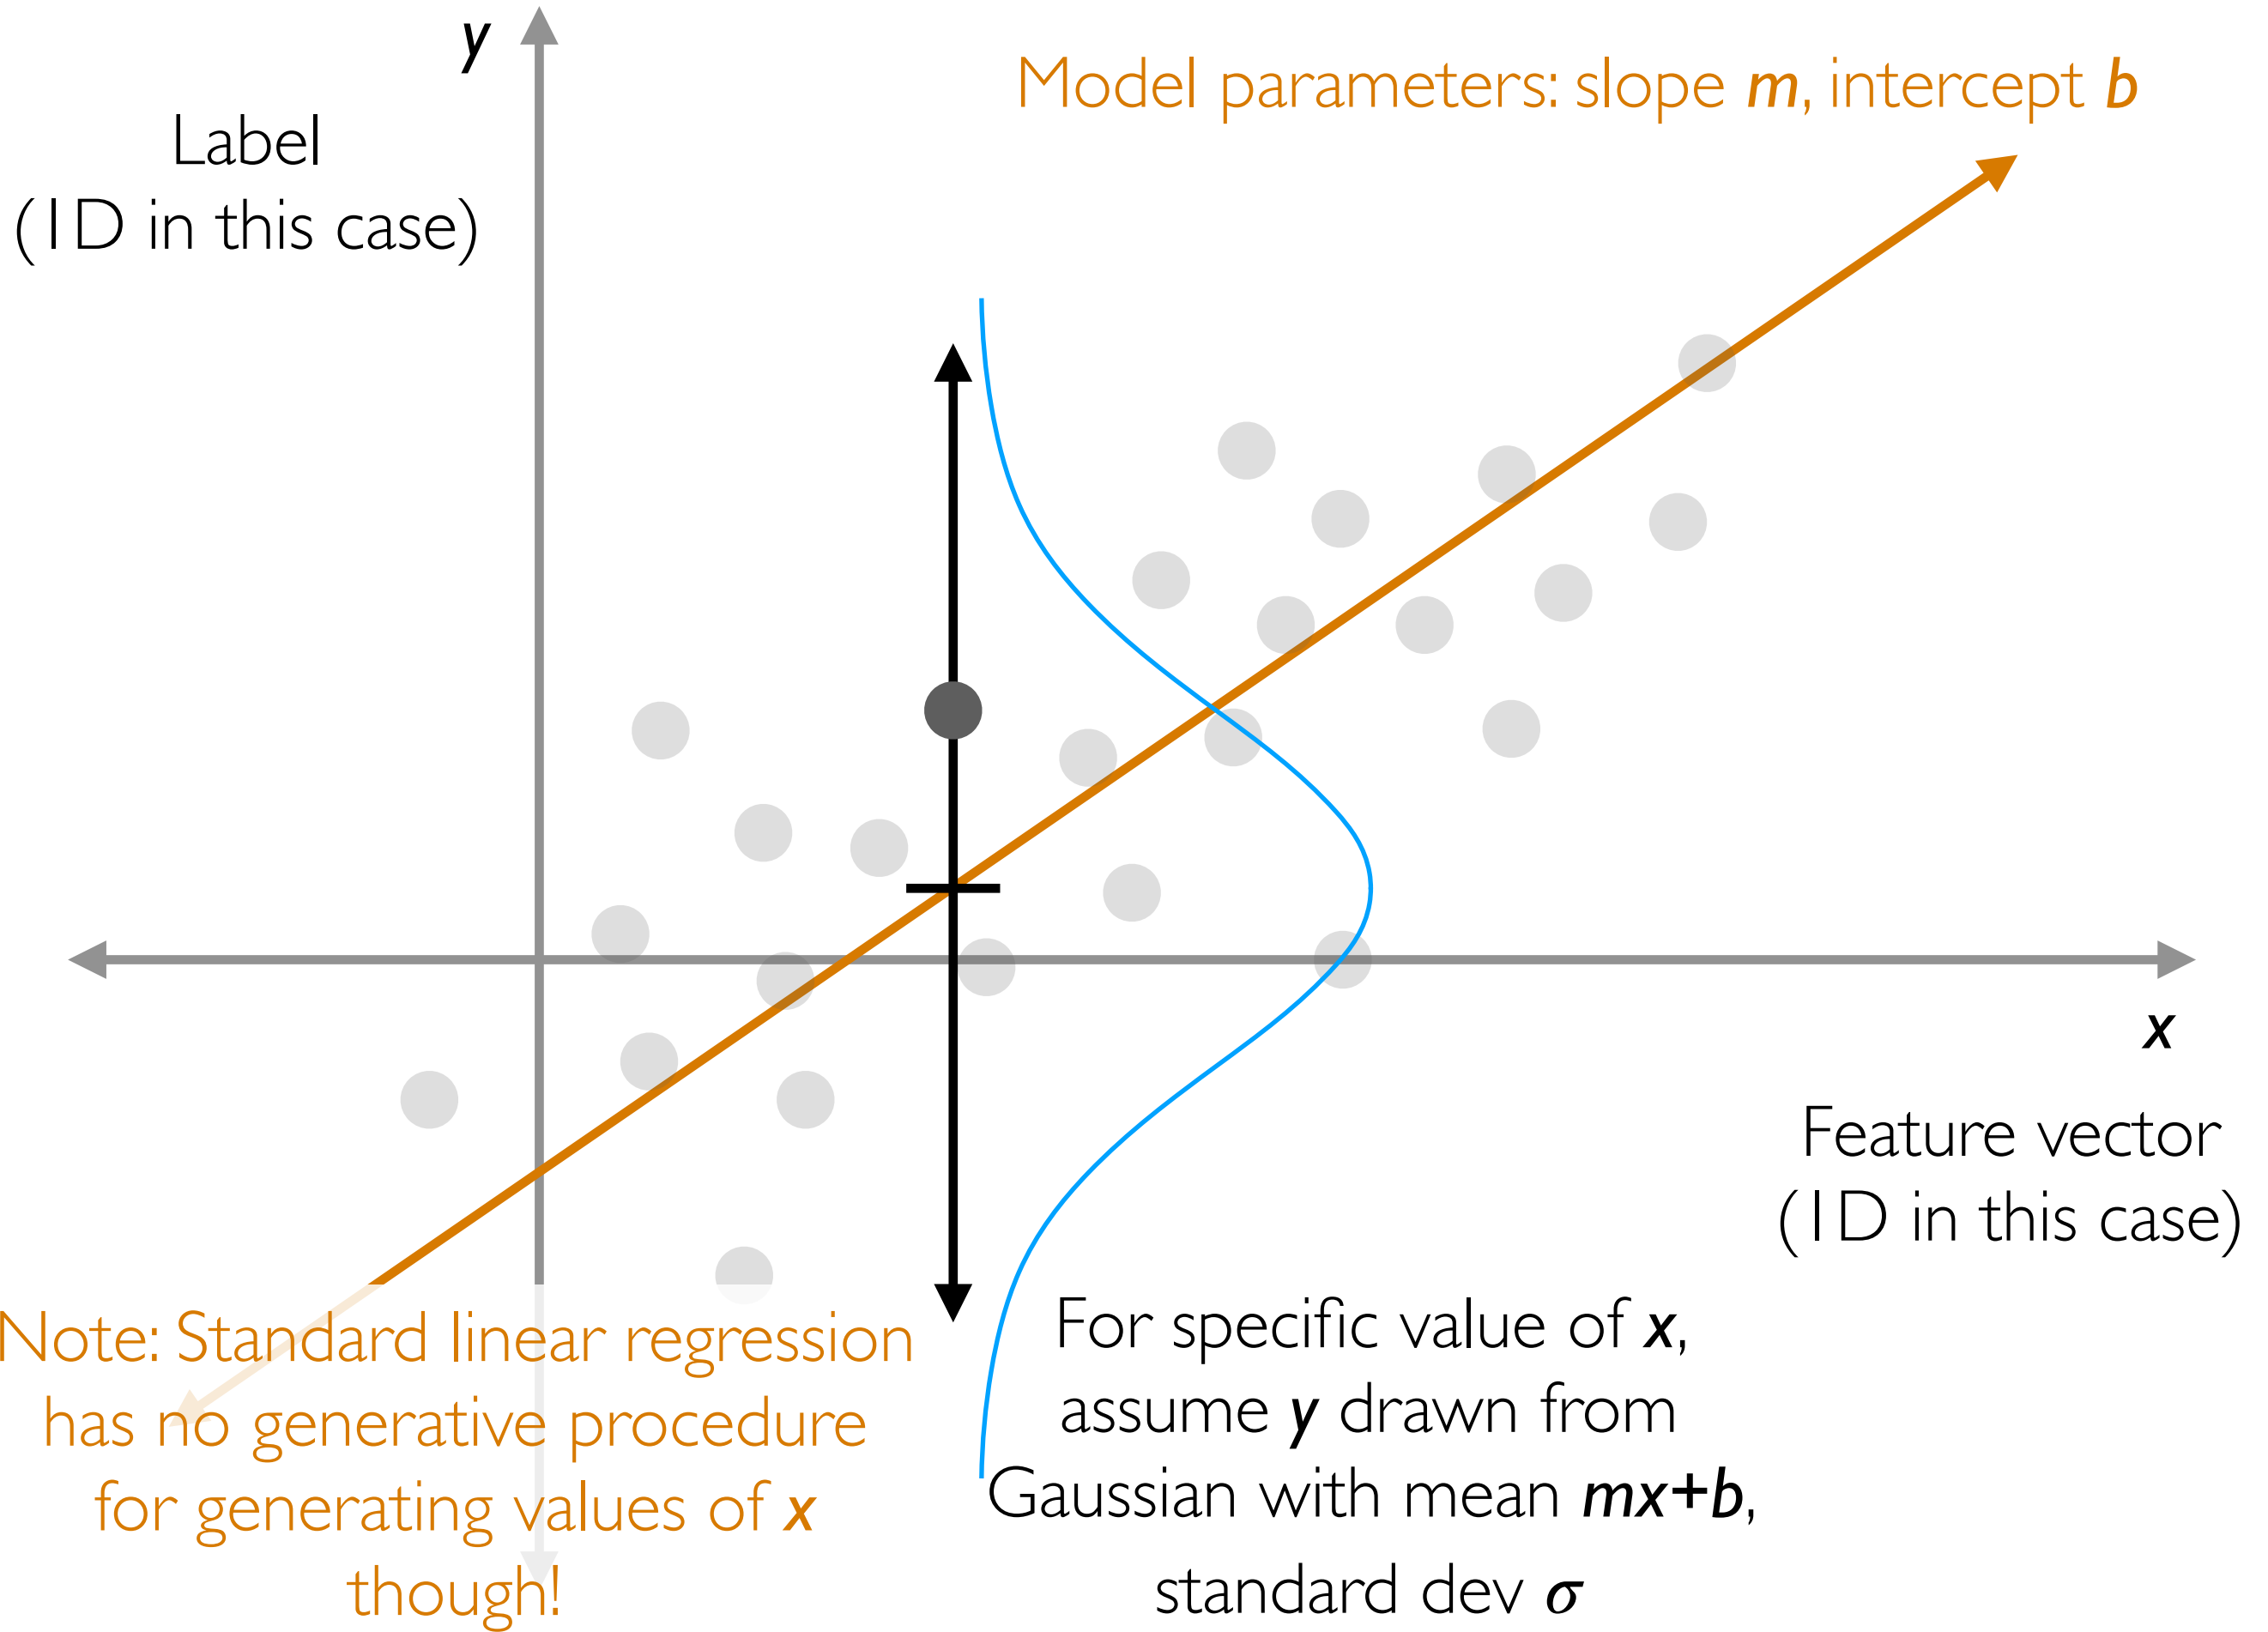 y
Label
(1D in this case)
Model parameters: slope m, intercept b
x
Feature vector
(1D in this case)
Note: Standard liner regression
has no generative procedure
for generating values of x
though!
For specific value of x,
assume y drawn from
Gaussian with mean mx+b,
standard dev σ